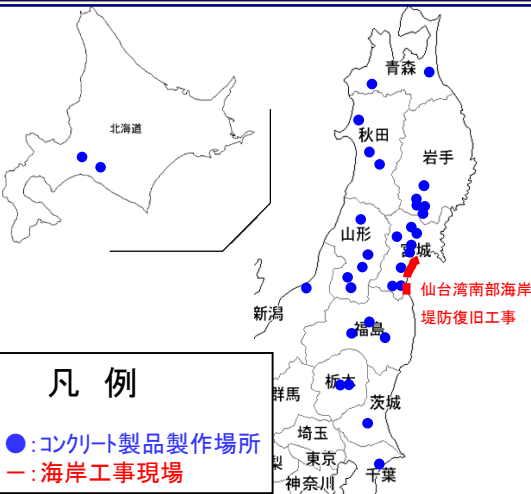 青森
北海道
秋田
岩手
山形
宮城
仙台湾南部海岸
堤防復旧工事
新潟
福島
栃木
群馬
茨城
埼玉
東京
千葉
神奈川
凡 例
●:コンクリート製品製作場所
ー:海岸工事現場